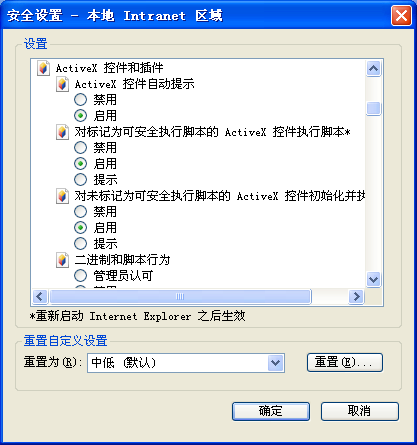 安全设置 - 本地 Intranet 区域
设置
ActiveX 控件和插件
ActiveX 控件自动提示
禁用
启用
对标记为可安全执行脚本的 ActiveX 控件执行脚本*
禁用
启用
提示
对未标记为可安全执行脚本的 ActiveX 控件初始化并执
禁用
启用
提示
二进制和脚本行为
管理员认可
*重新启动 Internet Explorer 之后生效
重置自定义设置
重置为(R): 中低 (默认) 重置(E)...
确定 取消